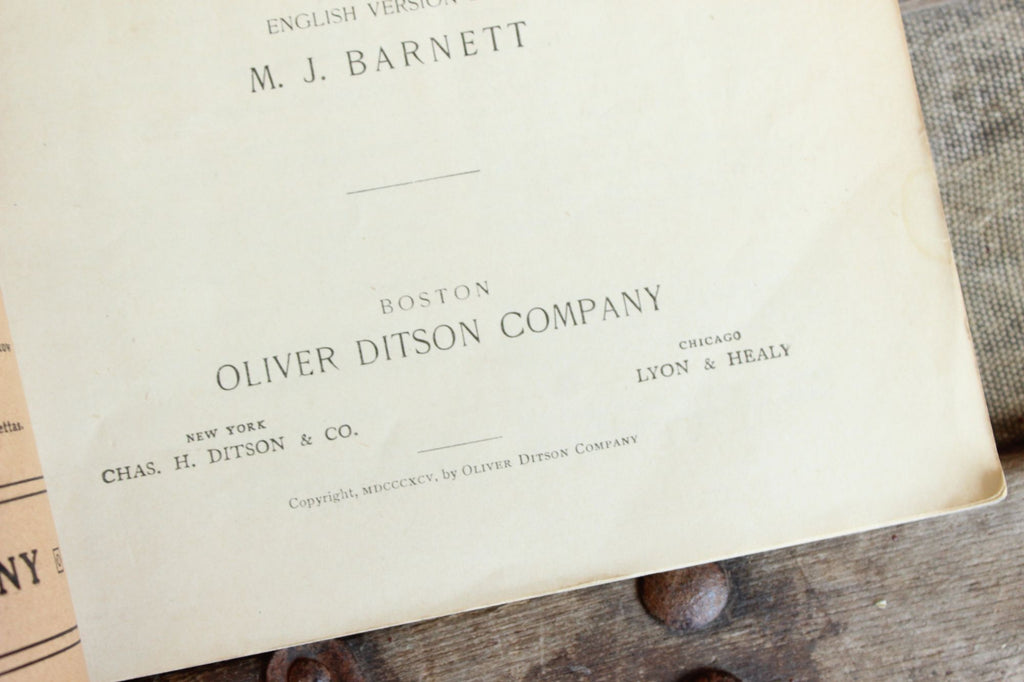 ENGLISH VERSION
M. J. BARNETT
BOSTON
OLIVER DITSON COMPANY
NEW YORK
CHAS. H. DITSON & CO.
CHICAGO
LYON & HEALY
Copyright, MDCCCXCV, by OLIVER DITSON COMPANY
ettas.
NY